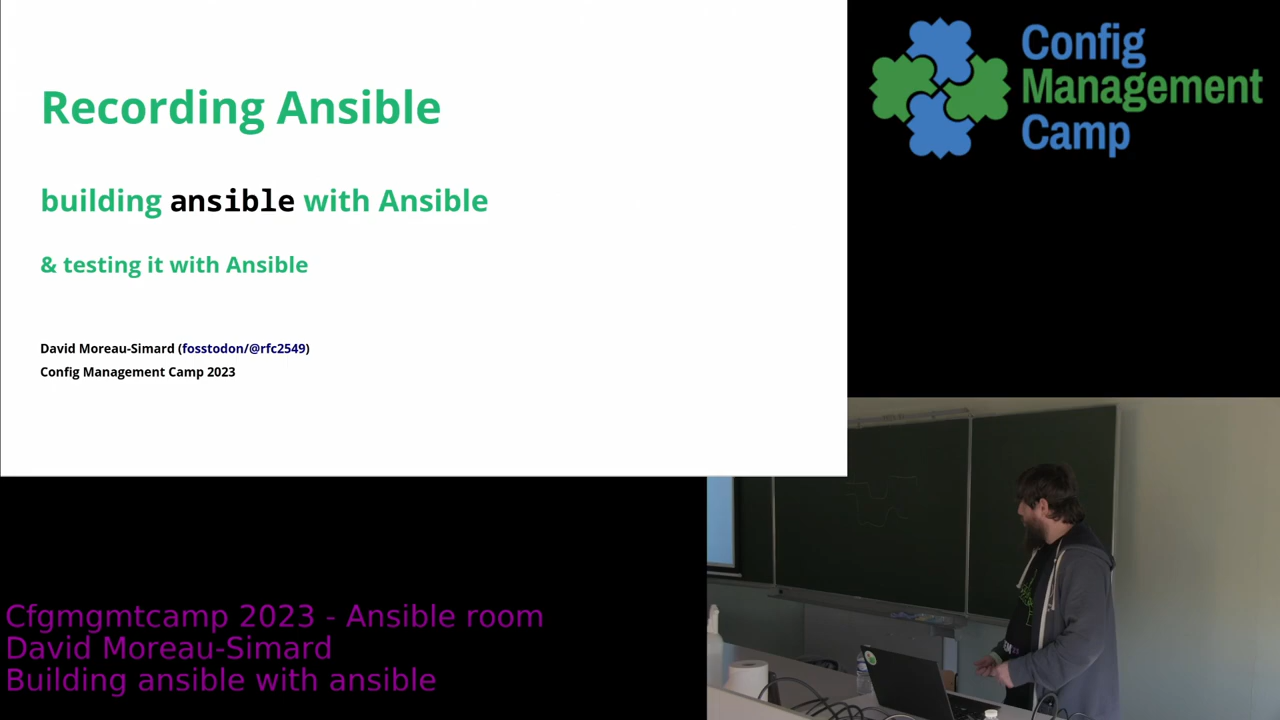 Recording Ansible
building ansible with Ansible
& testing it with Ansible
David Moreau-Simard (fosstodon/@rfc2549)
Config Management Camp 2023
Config
Management
Camp
Cfgmgmtcamp 2023 - Ansible room
David Moreau-Simard
Building ansible with ansible